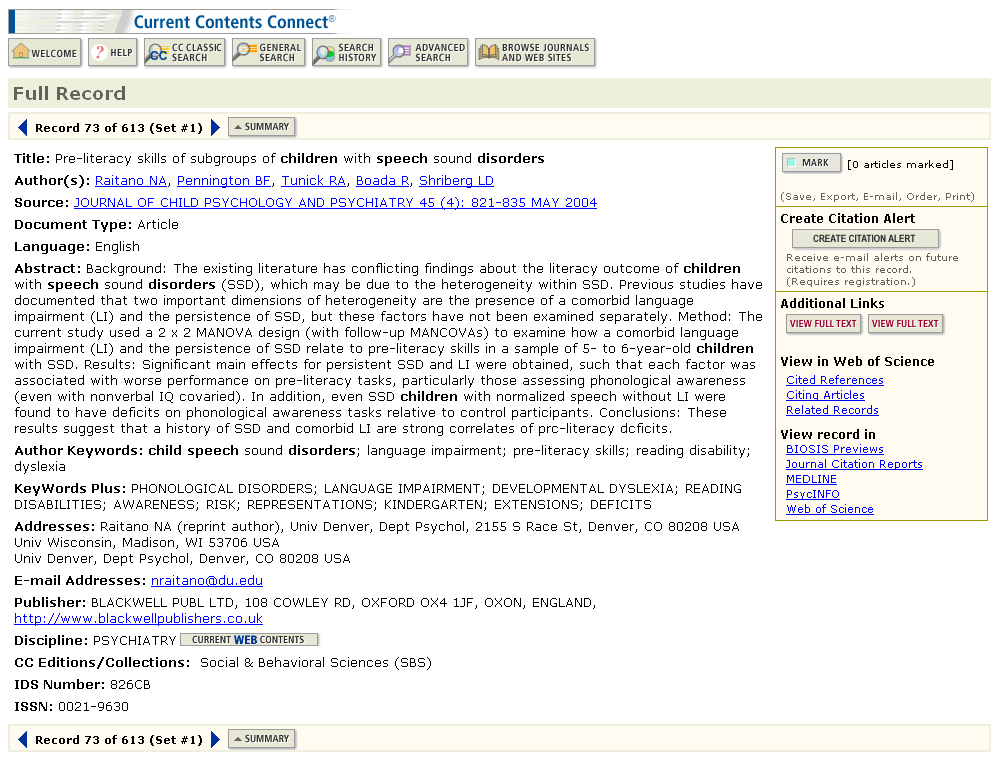 Current Contents Connect®
WELCOME
? HELP
CC CLASSIC SEARCH
GENERAL SEARCH
SEARCH HISTORY
ADVANCED SEARCH
BROWSE JOURNALS AND WEB SITES
Full Record
Record 73 of 613 (Set #1) SUMMARY
Title: Pre-literacy skills of subgroups of children with speech sound disorders
Author(s): Raitano NA, Pennington BF, Tunick RA, Boada R, Shriberg LD
Source: JOURNAL OF CHILD PSYCHOLOGY AND PSYCHIATRY 45 (4): 821-835 MAY 2004
Document Type: Article
Language: English
Abstract: Background: The existing literature has conflicting findings about the literacy outcome of children
with speech sound disorders (SSD), which may be due to the heterogeneity within SSD. Previous studies have
documented that two important dimensions of heterogeneity are the presence of a comorbid language
impairment (LI) and the persistence of SSD, but these factors have not been examined separately. Method: The
current study used a 2 x 2 MANOVA design (with follow-up MANCOVAs) to examine how a comorbid language
impairment (LI) and the persistence of SSD relate to pre-literacy skills in a sample of 5- to 6-year-old children
with SSD. Results: Significant main effects for persistent SSD and LI were obtained, such that each factor was
associated with worse performance on pre-literacy tasks, particularly those assessing phonological awareness
(even with nonverbal IQ covaried). In addition, even SSD children with normalized speech without LI were
found to have deficits on phonological awareness tasks relative to control participants. Conclusions: These
results suggest that a history of SSD and comorbid LI are strong correlates of prc-literacy dcficits.
Author Keywords: child speech sound disorders; language impairment; pre-literacy skills; reading disability;
dyslexia
KeyWords Plus: PHONOLOGICAL DISORDERS; LANGUAGE IMPAIRMENT; DEVELOPMENTAL DYSLEXIA; READING
DISABILITIES; AWARENESS; RISK; REPRESENTATIONS; KINDERGARTEN; EXTENSIONS; DEFICITS
Addresses: Raitano NA (reprint author), Univ Denver, Dept Psychol, 2155 S Race St, Denver, CO 80208 USA
Univ Wisconsin, Madison, WI 53706 USA
Univ Denver, Dept Psychol, Denver, CO 80208 USA
E-mail Addresses: nraitano@du.edu
Publisher: BLACKWELL PUBL LTD, 108 COWLEY RD, OXFORD OX4 1JF, OXON, ENGLAND,
http://www.blackwellpublishers.co.uk
Discipline: PSYCHIATRY CURRENT WEB CONTENTS
CC Editions/Collections: Social & Behavioral Sciences (SBS)
IDS Number: 826CB
ISSN: 0021-9630
MARK [0 articles marked]
(Save, Export, E-mail, Order, Print)
Create Citation Alert
CREATE CITATION ALERT
Receive e-mail alerts on future
citations to this record.
(Requires registration.)
Additional Links
VIEW FULL TEXT VIEW FULL TEXT
View in Web of Science
Cited References
Citing Articles
Related Records
View record in
BIOSIS Previews
Journal Citation Reports
MEDLINE
PsycINFO
Web of Science
Record 73 of 613 (Set #1) SUMMARY